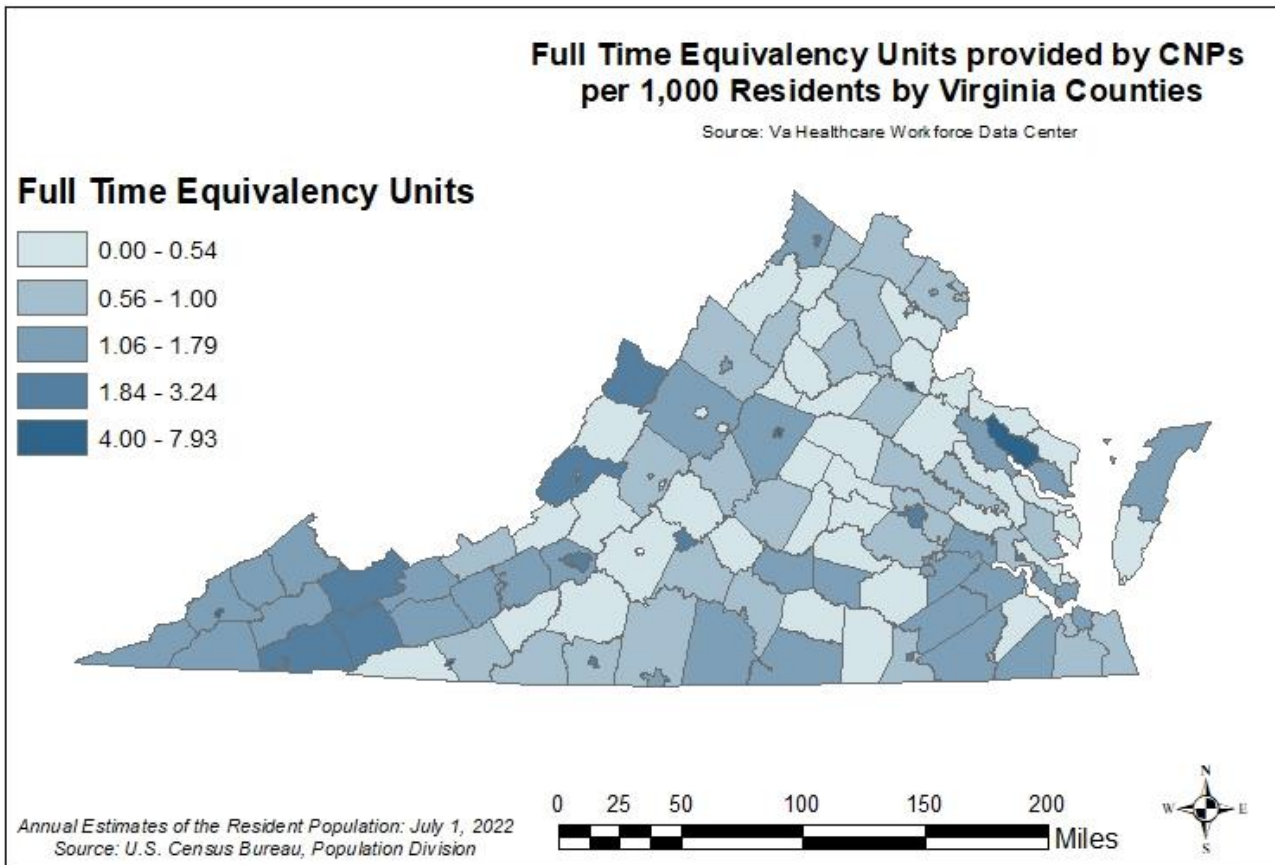 Full Time Equivalency Units provided by CNPs
per 1,000 Residents by Virginia Counties
Source: Va Healthcare Workforce Data Center
Full Time Equivalency Units
0.00 - 0.54
0.56 - 1.00
1.06 - 1.79
1.84 - 3.24
4.00 - 7.93
Annual Estimates of the Resident Population: July 1, 2022
Source: U.S. Census Bureau, Population Division
0 25 50 100 150 200
Miles
N
W E
S